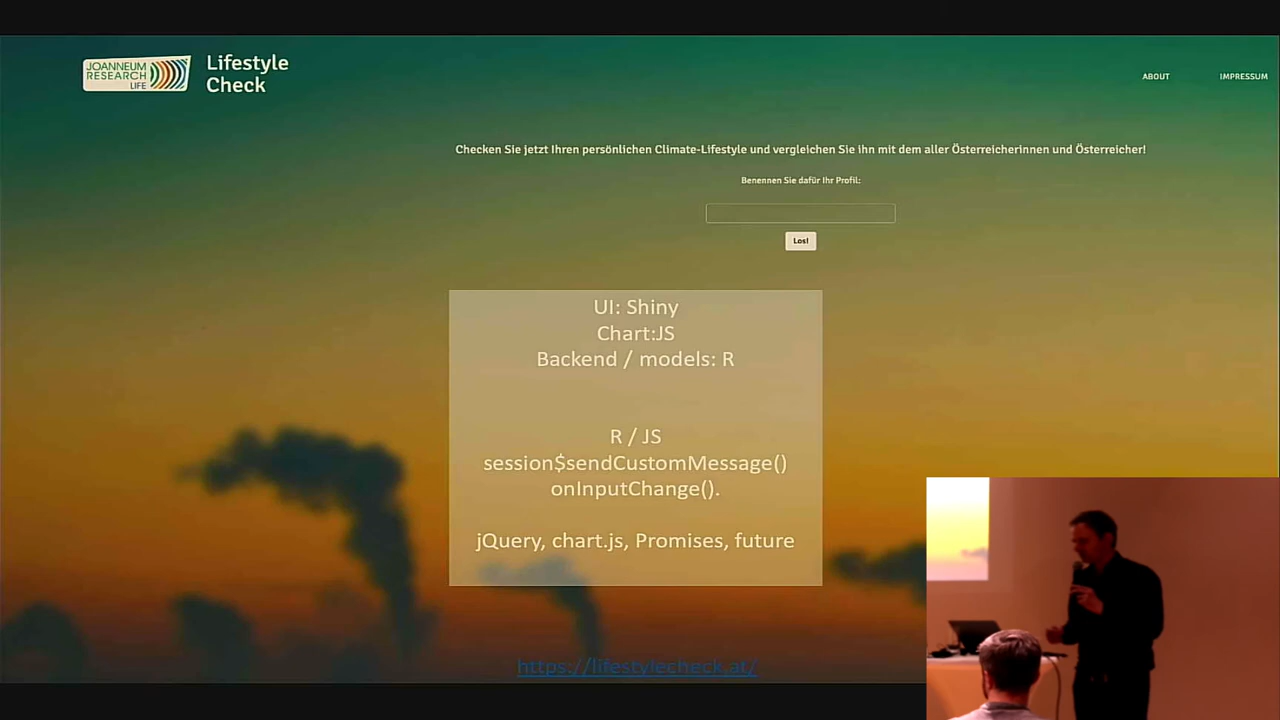 JOANNEUM
RESEARCH
LIFE
Lifestyle
Check
ABOUT
IMPRESSUM
Checken Sie jetzt Ihren persönlichen Climate-Lifestyle und vergleichen Sie ihn mit dem aller Österreicherinnen und Österreicher!
Benennen Sie dafür Ihr Profil:
Los!
UI: Shiny
Chart:JS
Backend / models: R
R / JS
session$sendCustomMessage()
onInputChange().
jQuery, chart.js, Promises, future
https://lifestylecheck.at/